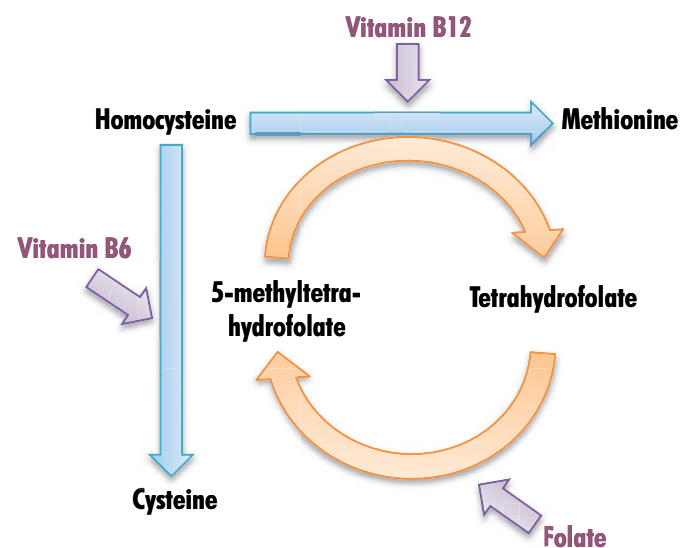 Vitamin B12
Homocysteine
Methionine
Vitamin B6
5-methyltetra-
hydrofolate
Tetrahydrofolate
Cysteine
Folate